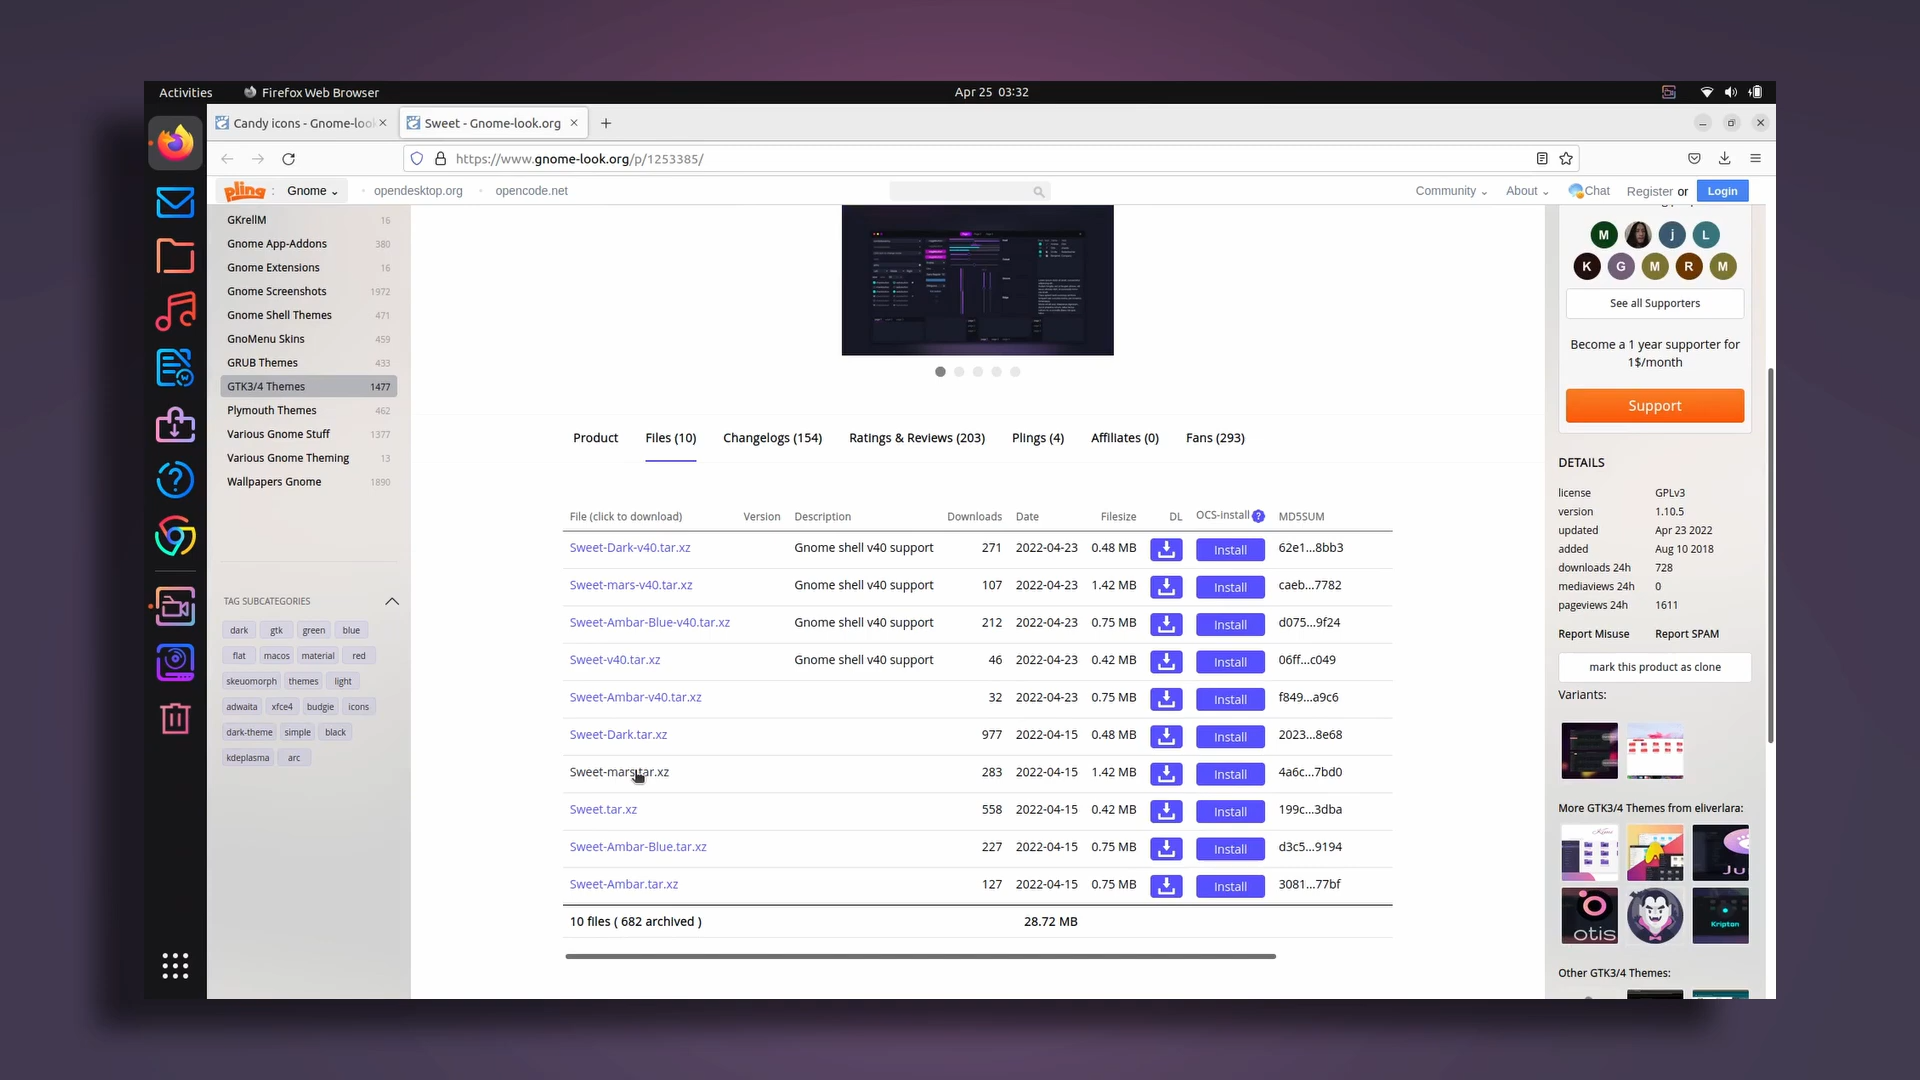 Activities
Firefox Web Browser
Apr 25 03:32
Candy icons - Gnome-loo
Sweet - Gnome-look.org
https://www.gnome-look.org/p/1253385/
pling :
Gnome
opendesktop.org
opencode.net
Community
About
Chat
Register or
Login
GKrellM 16
Gnome App-Addons 380
Gnome Extensions 16
Gnome Screenshots 1972
Gnome Shell Themes 471
GnoMenu Skins 459
GRUB Themes 433
GTK3/4 Themes 1477
Plymouth Themes 462
Various Gnome Stuff 1377
Various Gnome Theming 13
Wallpapers Gnome 1890
TAG SUBCATEGORIES
dark gtk green blue
flat macos material red
skeuomorph themes light
adwaita xfce4 budgie icons
dark-theme simple black
kdeplasma arc
Product Files (10) Changelogs (154) Ratings & Reviews (203) Plings (4) Affiliates (0) Fans (293)
File (click to download) Version Description Downloads Date Filesize DL OCS-install ? MD5SUM
Sweet-Dark-v40.tar.xz Gnome shell v40 support 271 2022-04-23 0.48 MB Install 62e1...8bb3
Sweet-mars-v40.tar.xz Gnome shell v40 support 107 2022-04-23 1.42 MB Install caeb...7782
Sweet-Ambar-Blue-v40.tar.xz Gnome shell v40 support 212 2022-04-23 0.75 MB Install d075...9f24
Sweet-v40.tar.xz Gnome shell v40 support 46 2022-04-23 0.42 MB Install 06ff...c049
Sweet-Ambar-v40.tar.xz 32 2022-04-23 0.75 MB Install f849...a9c6
Sweet-Dark.tar.xz 977 2022-04-15 0.48 MB Install 2023...8e68
Sweet-mars.tar.xz 283 2022-04-15 1.42 MB Install 4a6c...7bd0
Sweet.tar.xz 558 2022-04-15 0.42 MB Install 199c...3dba
Sweet-Ambar-Blue.tar.xz 227 2022-04-15 0.75 MB Install d3c5...9194
Sweet-Ambar.tar.xz 127 2022-04-15 0.75 MB Install 3081...77bf
10 files ( 682 archived ) 28.72 MB
M j L
K G M R M
See all Supporters
Become a 1 year supporter for
1$/month
Support
DETAILS
license GPLv3
version 1.10.5
updated Apr 23 2022
added Aug 10 2018
downloads 24h 728
mediaviews 24h 0
pageviews 24h 1611
Report Misuse Report SPAM
mark this product as clone
Variants:
More GTK3/4 Themes from eliverlara:
Ju
otis
Kripton
Other GTK3/4 Themes: